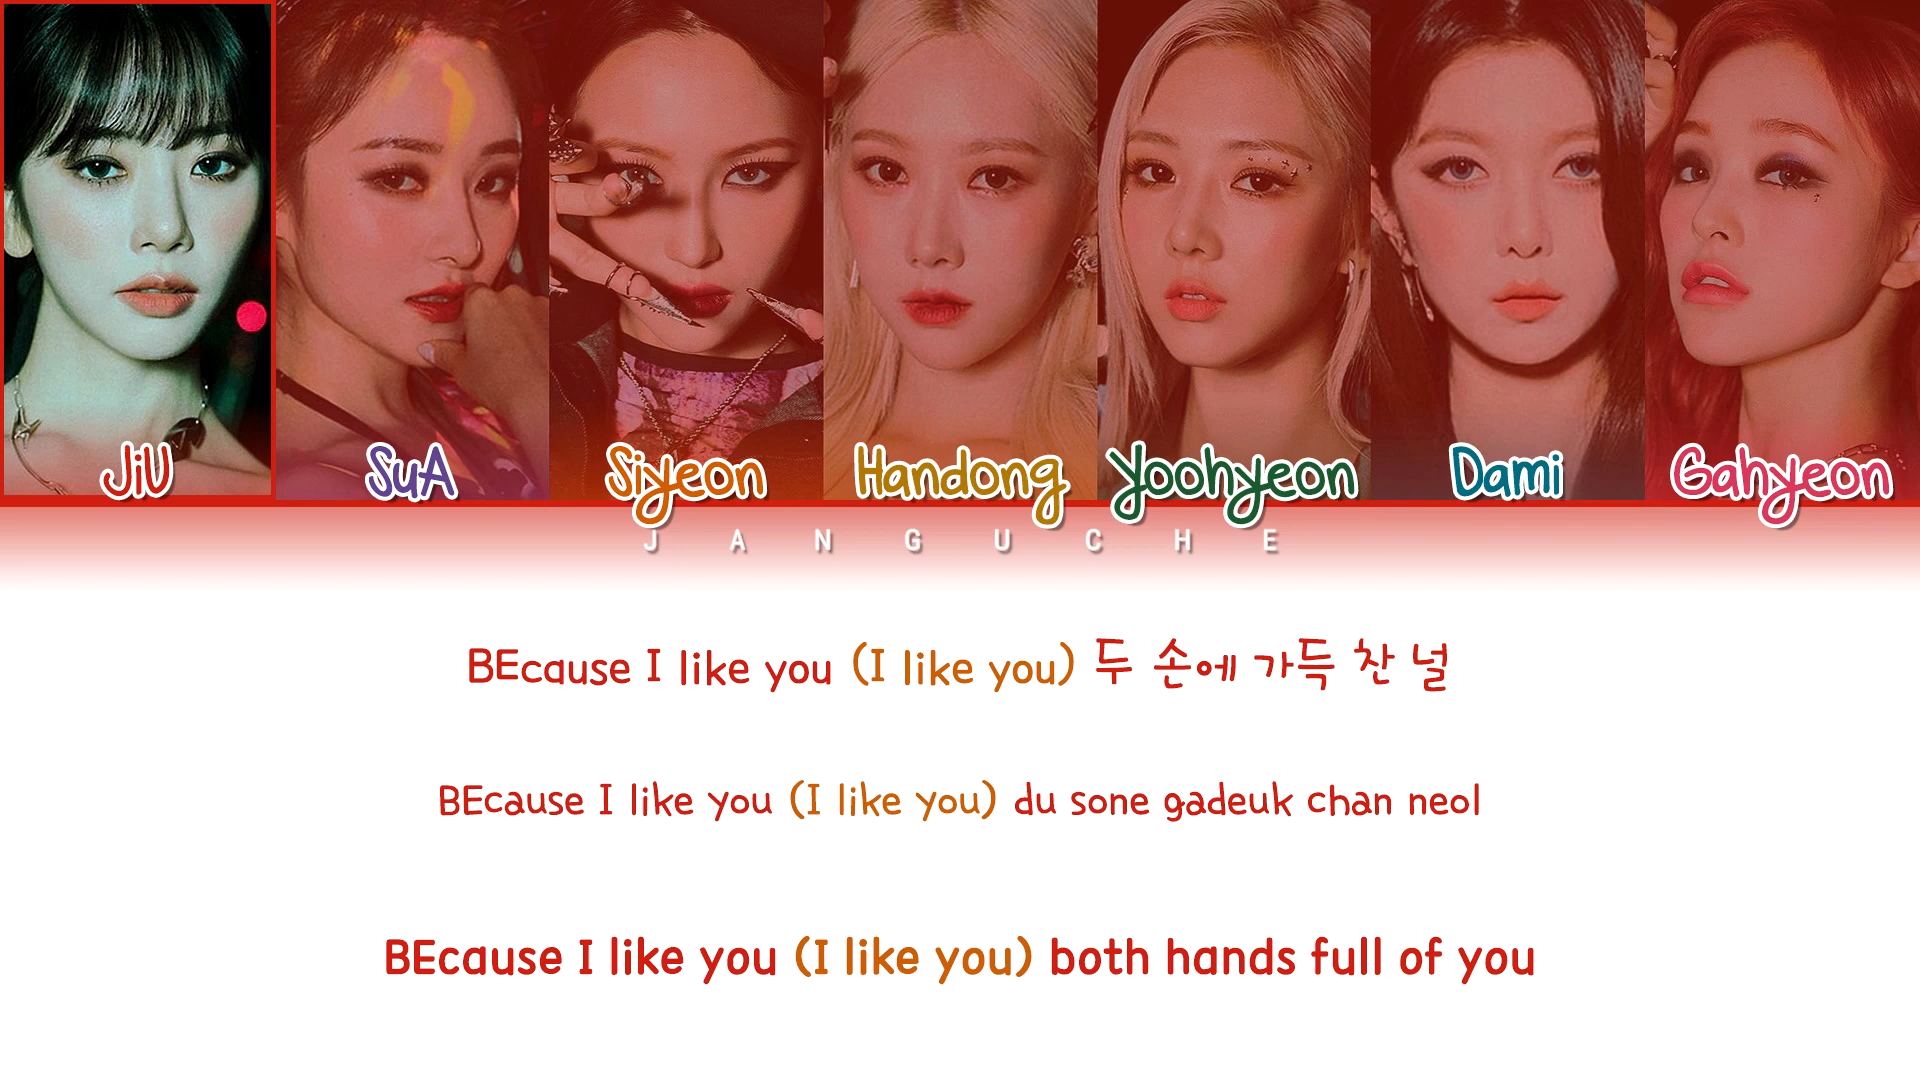 JiU SuA Siyeon Handong Yoohyeon Dami Gahyeon
JANGUCHE
BEcause I like you (I like you) 두 손에 가득 찬 널
BEcause I like you (I like you) du sone gadeuk chan neol
BEcause I like you (I like you) both hands full of you